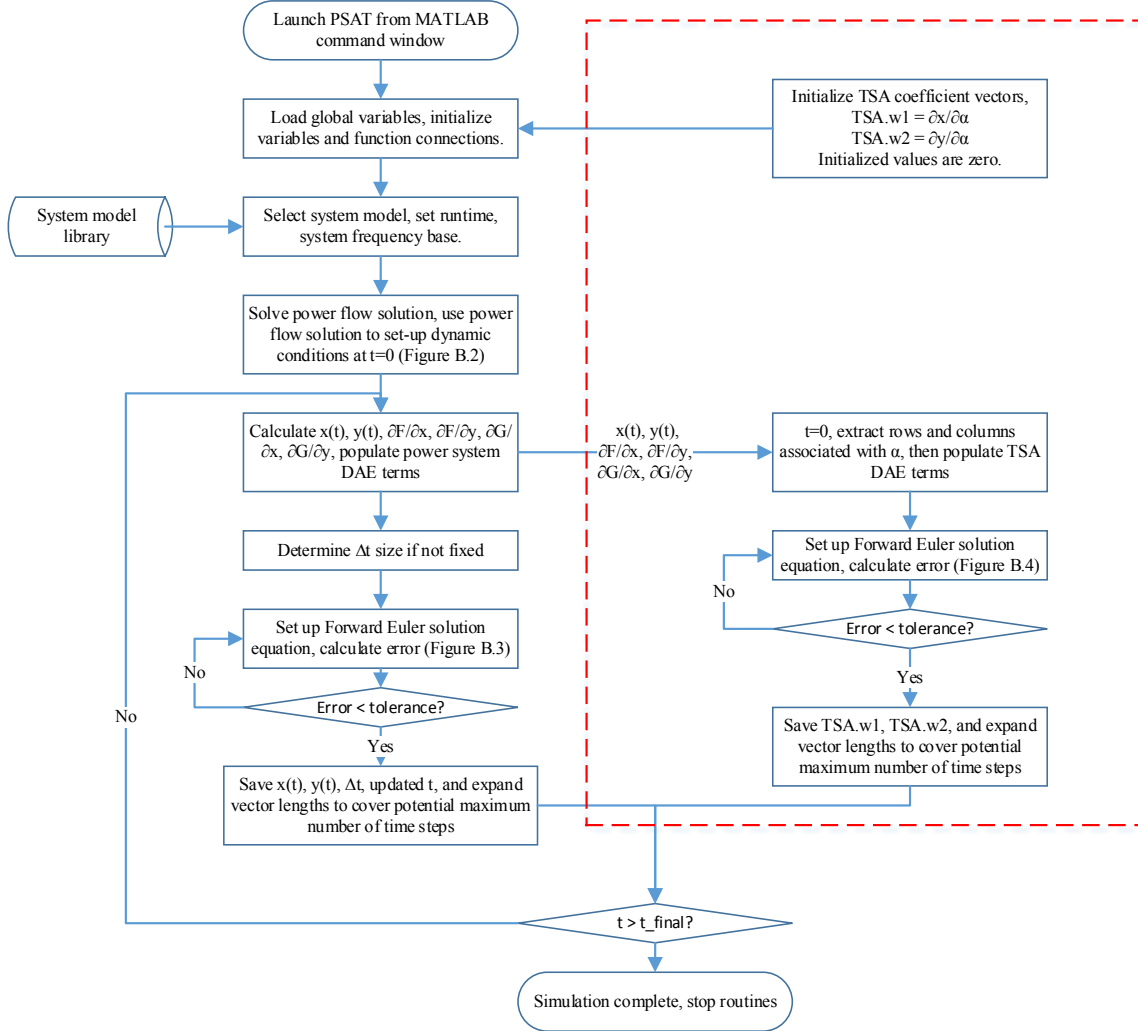 Launch PSAT from MATLAB
command window
Load global variables, initialize
variables and function connections.
Initialize TSA coefficient vectors,
TSA.w1 = ∂x/∂α
TSA.w2 = ∂y/∂α
Initialized values are zero.
System model
library
Select system model, set runtime,
system frequency base.
Solve power flow solution, use power
flow solution to set-up dynamic
conditions at t=0 (Figure B.2)
Calculate x(t), y(t), ∂F/∂x, ∂F/∂y, ∂G/
∂x, ∂G/∂y, populate power system
DAE terms
x(t), y(t),
∂F/∂x, ∂F/∂y,
∂G/∂x, ∂G/∂y
t=0, extract rows and columns
associated with α, then populate TSA
DAE terms
Determine Δt size if not fixed
Set up Forward Euler solution
equation, calculate error (Figure B.4)
No
Error < tolerance?
Yes
Set up Forward Euler solution
equation, calculate error (Figure B.3)
No
Error < tolerance?
Yes
No
Save TSA.w1, TSA.w2, and expand
vector lengths to cover potential
maximum number of time steps
Save x(t), y(t), Δt, updated t, and expand
vector lengths to cover potential maximum
number of time steps
t > t_final?
Simulation complete, stop routines